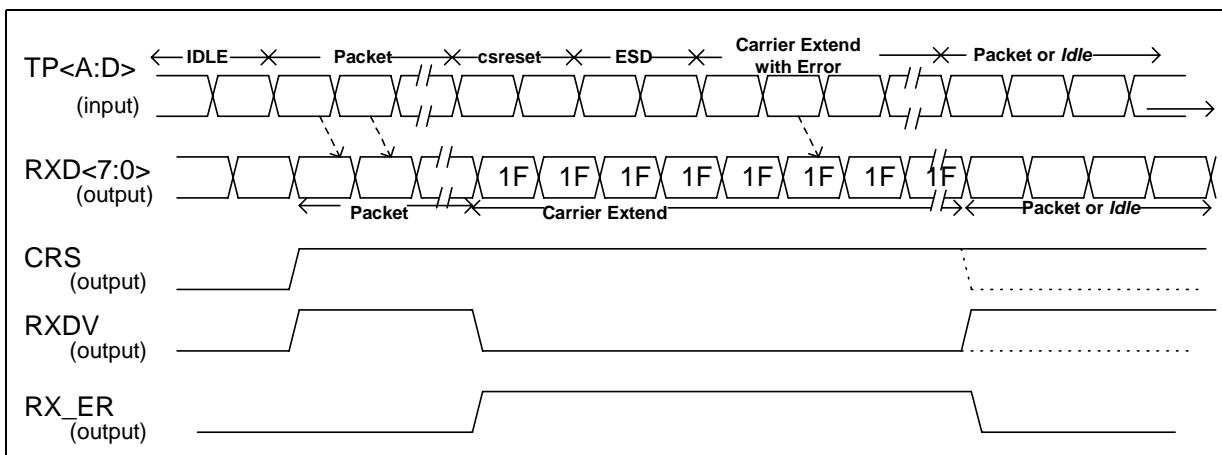 IDLE Packet csreset ESD Carrier Extend with Error Packet or Idle
TP<A:D>
(input)
RXD<7:0>
(output)
1F 1F 1F 1F 1F 1F 1F 1F
Packet Carrier Extend Packet or Idle
CRS
(output)
RXDV
(output)
RX_ER
(output)